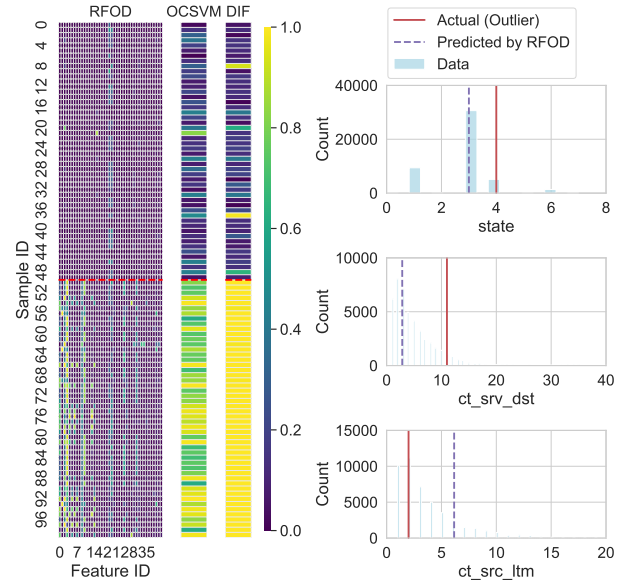 RFOD OCSVM DIF
Sample ID
0
4
8
12
16
20
24
28
32
36
40
44
48
52
56
60
64
68
72
76
80
84
88
92
96
0 7 14 21 28 35
Feature ID
1.0
0.8
0.6
0.4
0.2
0.0
Actual (Outlier)
Predicted by RFOD
Data
Count
40000
20000
0
0 2 4 6 8
state
Count
10000
5000
0
0 10 20 30 40
ct_srv_dst
Count
15000
10000
5000
0
0 5 10 15 20
ct_src_ltm